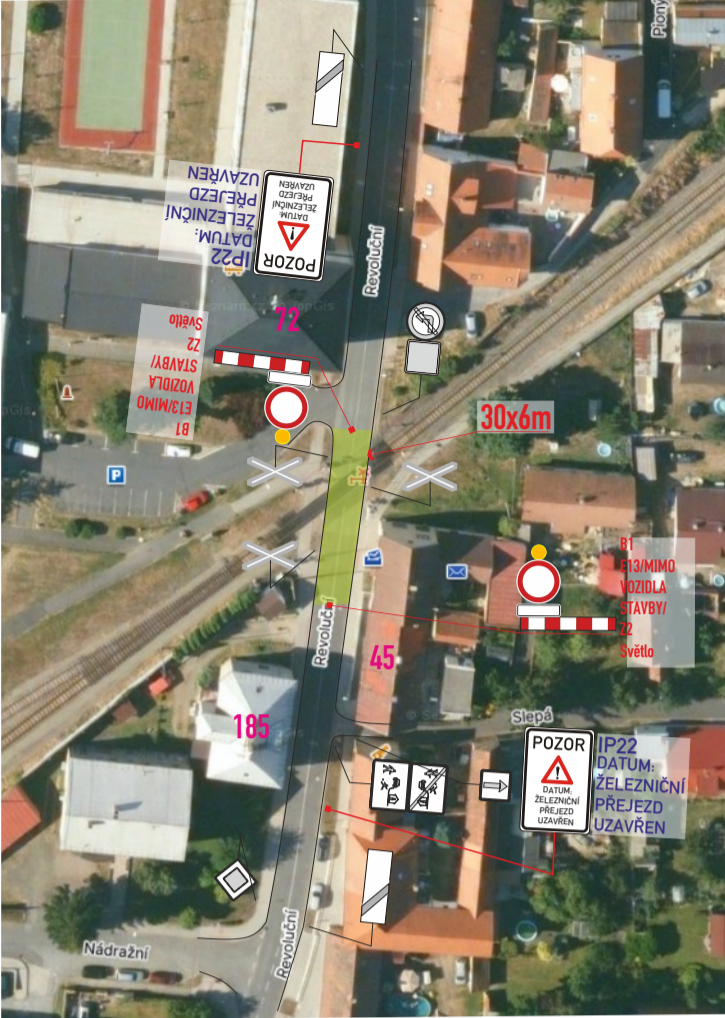 Pioný
UZAVŘEN
PŘEJEZD
ŽELEZNIČNÍ
DATUM:
IP22
POZOR
DATUM:
ŽELEZNIČNÍ
PŘEJEZD
UZAVŘEN
Revoluční
72
B1
E13/MIMO
VOZIDLA
STAVBY/
Z2
Světlo
30x6m
P
B1
E13/MIMO
VOZIDLA
STAVBY/
Z2
Světlo
Revoluční
45
185
Slepá
POZOR
DATUM:
ŽELEZNIČNÍ
PŘEJEZD
UZAVŘEN
IP22
DATUM:
ŽELEZNIČNÍ
PŘEJEZD
UZAVŘEN
Nádražní
Revoluční